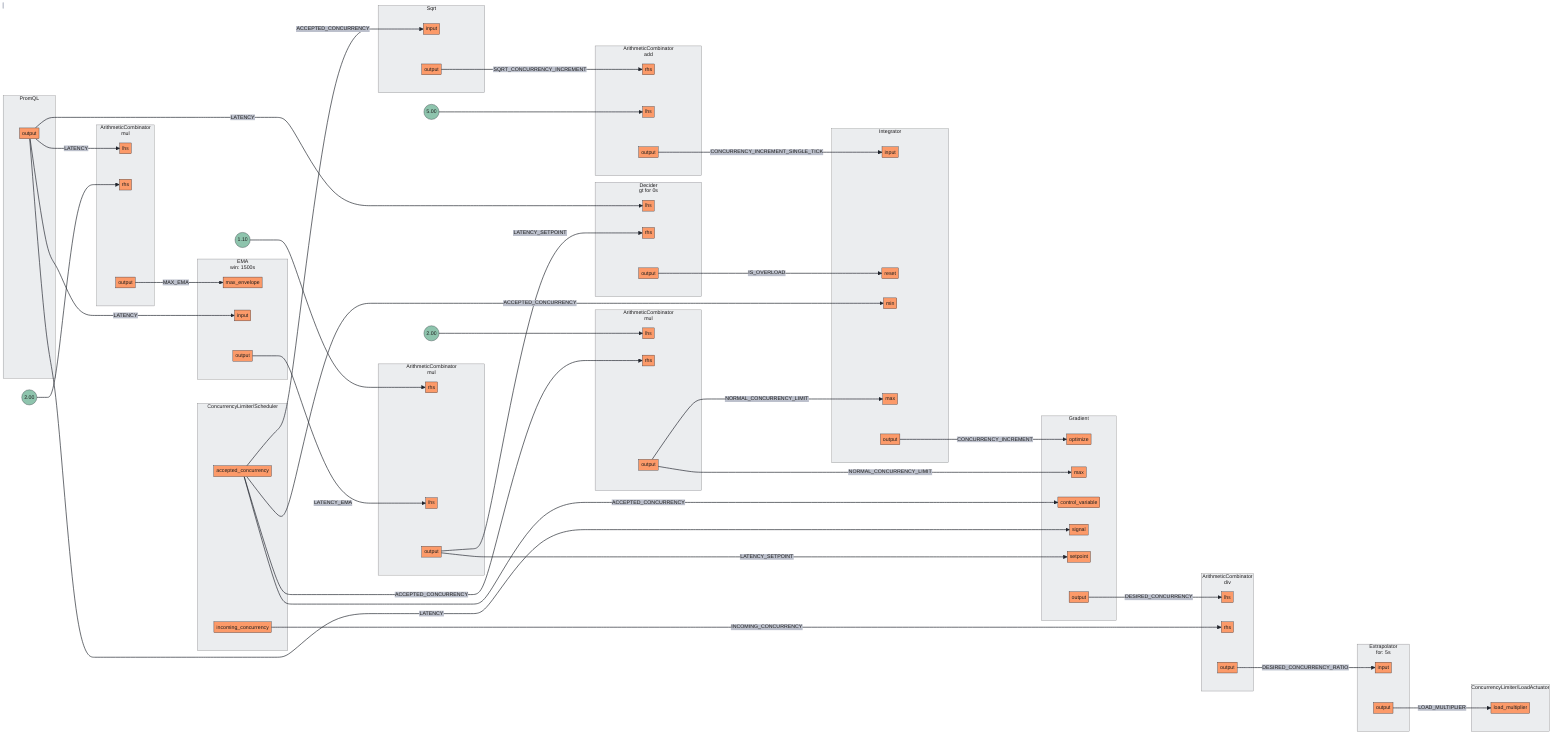 PromQL
output
LATENCY
LATENCY
LATENCY
LATENCY
2.00
ArithmeticCombinator
mul
lhs
rhs
output
MAX_EMA
1.10
EMA
win: 1500s
max_envelope
input
output
LATENCY_EMA
ConcurrencyLimiter/Scheduler
accepted_concurrency
incoming_concurrency
ACCEPTED_CONCURRENCY
ACCEPTED_CONCURRENCY
ACCEPTED_CONCURRENCY
ACCEPTED_CONCURRENCY
INCOMING_CONCURRENCY
Sqrt
input
output
SQRT_CONCURRENCY_INCREMENT
5.00
2.00
ArithmeticCombinator
mul
rhs
lhs
output
LATENCY_SETPOINT
LATENCY_SETPOINT
ArithmeticCombinator
add
rhs
lhs
output
CONCURRENCY_INCREMENT_SINGLE_TICK
Decider
gt for 0s
lhs
rhs
output
IS_OVERLOAD
ArithmeticCombinator
mul
lhs
rhs
output
NORMAL_CONCURRENCY_LIMIT
NORMAL_CONCURRENCY_LIMIT
Integrator
input
reset
min
max
output
CONCURRENCY_INCREMENT
Gradient
optimize
max
control_variable
signal
setpoint
output
DESIRED_CONCURRENCY
ArithmeticCombinator
div
lhs
rhs
output
DESIRED_CONCURRENCY_RATIO
Extrapolator
for: 5s
input
output
LOAD_MULTIPLIER
ConcurrencyLimiter/LoadActuator
load_multiplier